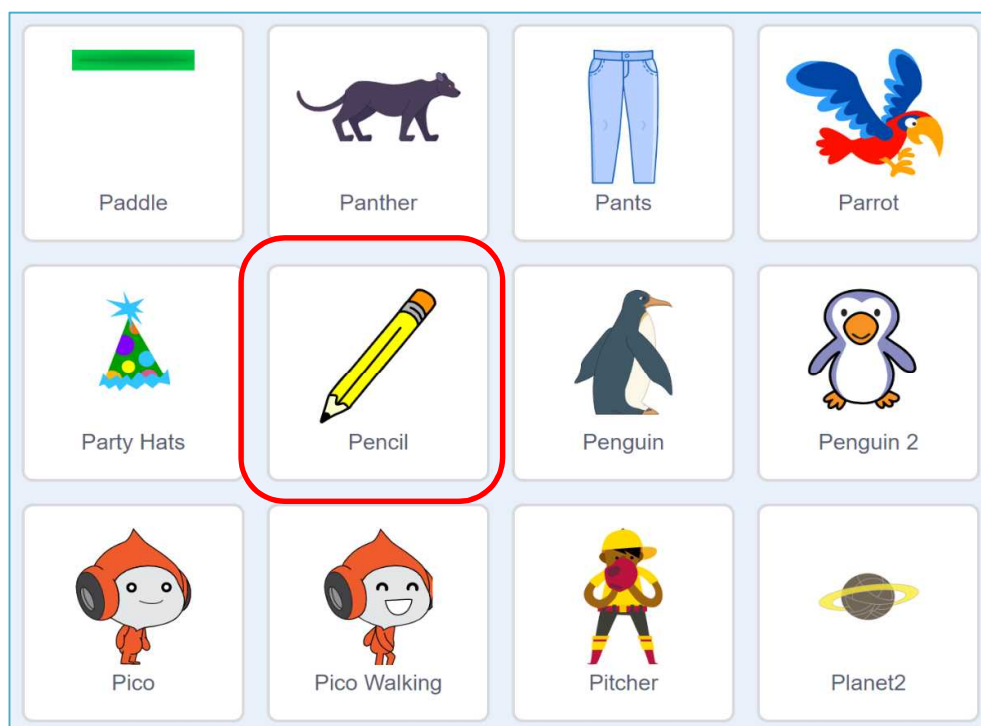 Paddle
Panther
Pants
Parrot
Party Hats
Pencil
Penguin
Penguin 2
Pico
Pico Walking
Pitcher
Planet2